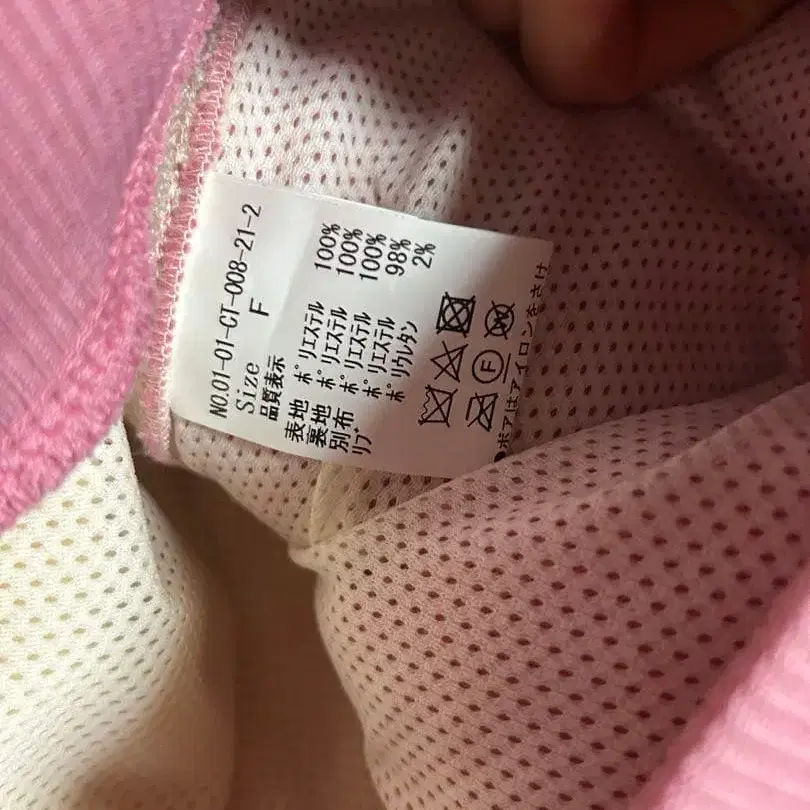 NO.01-01-CT-008-21-2
Size F
品質表示
表地 ポリエステル 100%
裏地 ポリエステル 100%
別布 ポリエステル 100%
リブ ポリエステル 98%
ポリウレタン 2%
F
●ボアはアイロンをさけ